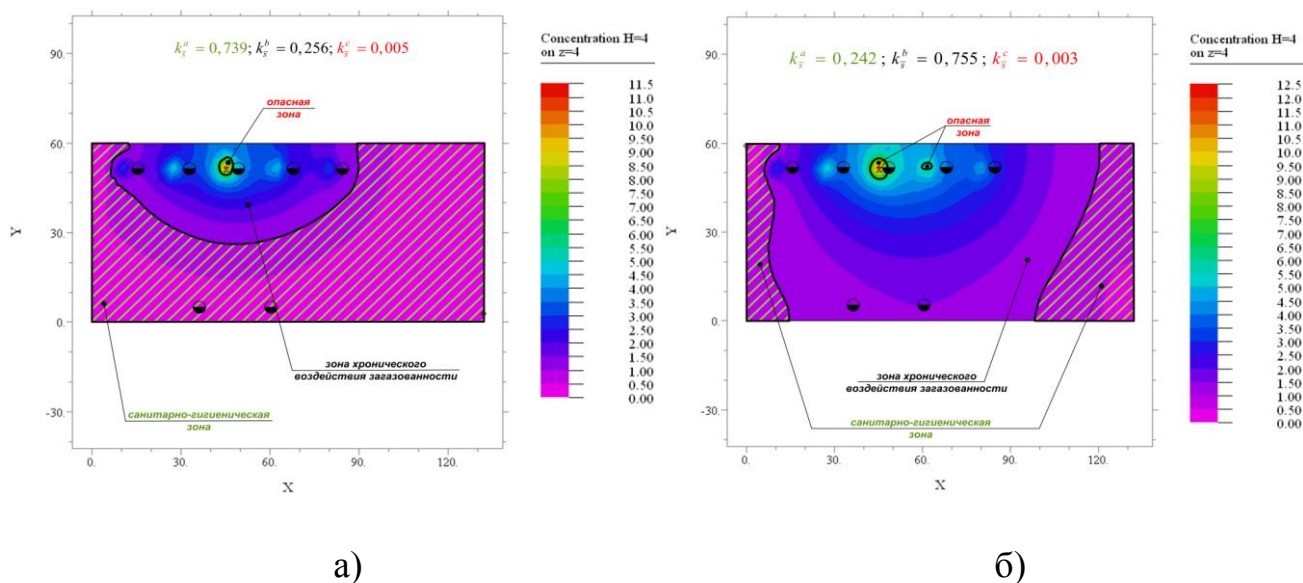 k_s̄^a = 0,739; k_s̄^b = 0,256; k_s̄^c = 0,005
Concentration H=4
on z=4
опасная
зона
90.
60.
30.
0.
-30.
Y
11.5
11.0
10.5
10.0
9.50
9.00
8.50
8.00
7.50
7.00
6.50
6.00
5.50
5.00
4.50
4.00
3.50
3.00
2.50
2.00
1.50
1.00
0.50
0.00
зона хронического
воздействия загазованности
санитарно-гигиеническая
зона
0. 30. 60. 90. 120.
X
а)
k_s̄^a = 0,242 ; k_s̄^b = 0,755 ; k_s̄^c = 0,003
Concentration H=4
on z=4
опасная
зона
90.
60.
30.
0.
-30.
Y
12.5
12.0
11.5
11.0
10.5
10.0
9.50
9.00
8.50
8.00
7.50
7.00
6.50
6.00
5.50
5.00
4.50
4.00
3.50
3.00
2.50
2.00
1.50
1.00
0.50
0.00
зона хронического
воздействия загазованности
санитарно-гигиеническая
зона
0. 30. 60. 90. 120.
X
б)